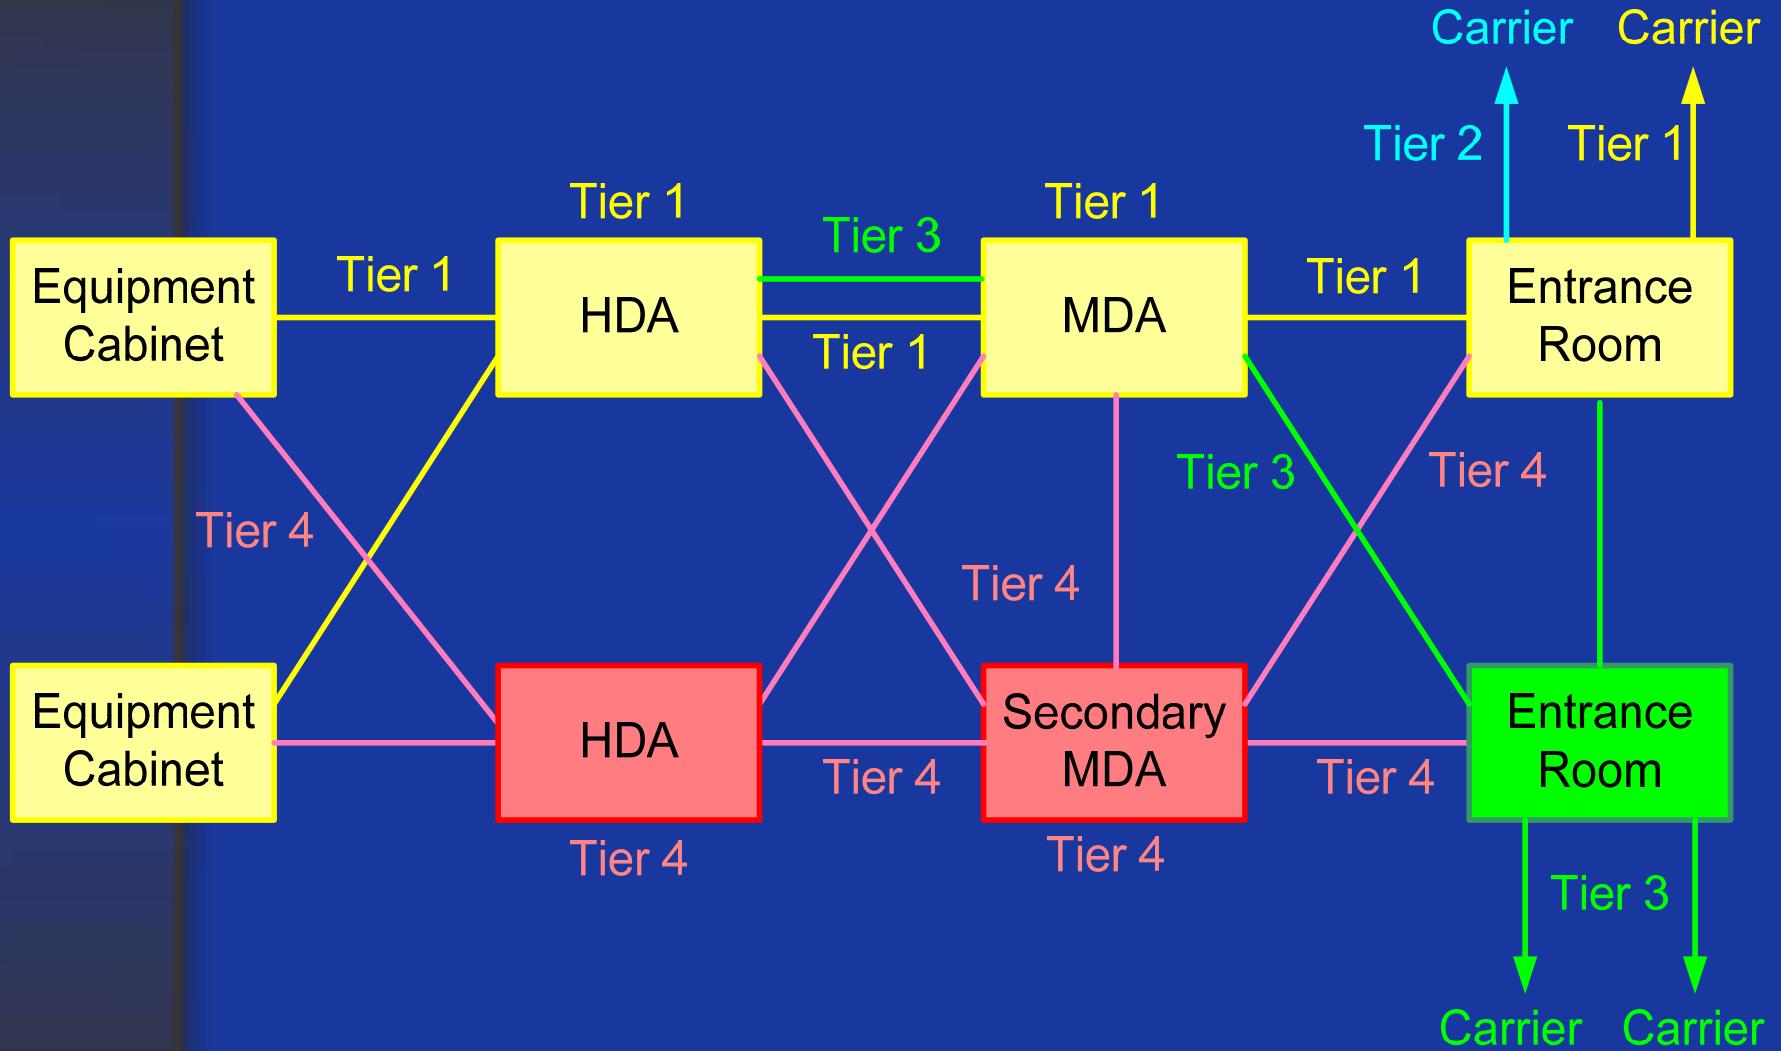 Carrier Carrier
Tier 2 Tier 1
Tier 1 Tier 1
Tier 3
Equipment
Cabinet
Tier 1
HDA
Tier 1
MDA
Tier 1
Entrance
Room
Tier 4
Tier 3
Tier 4
Tier 4
Equipment
Cabinet
HDA
Tier 4
Secondary
MDA
Tier 4
Entrance
Room
Tier 4
Tier 4
Tier 3
Carrier Carrier